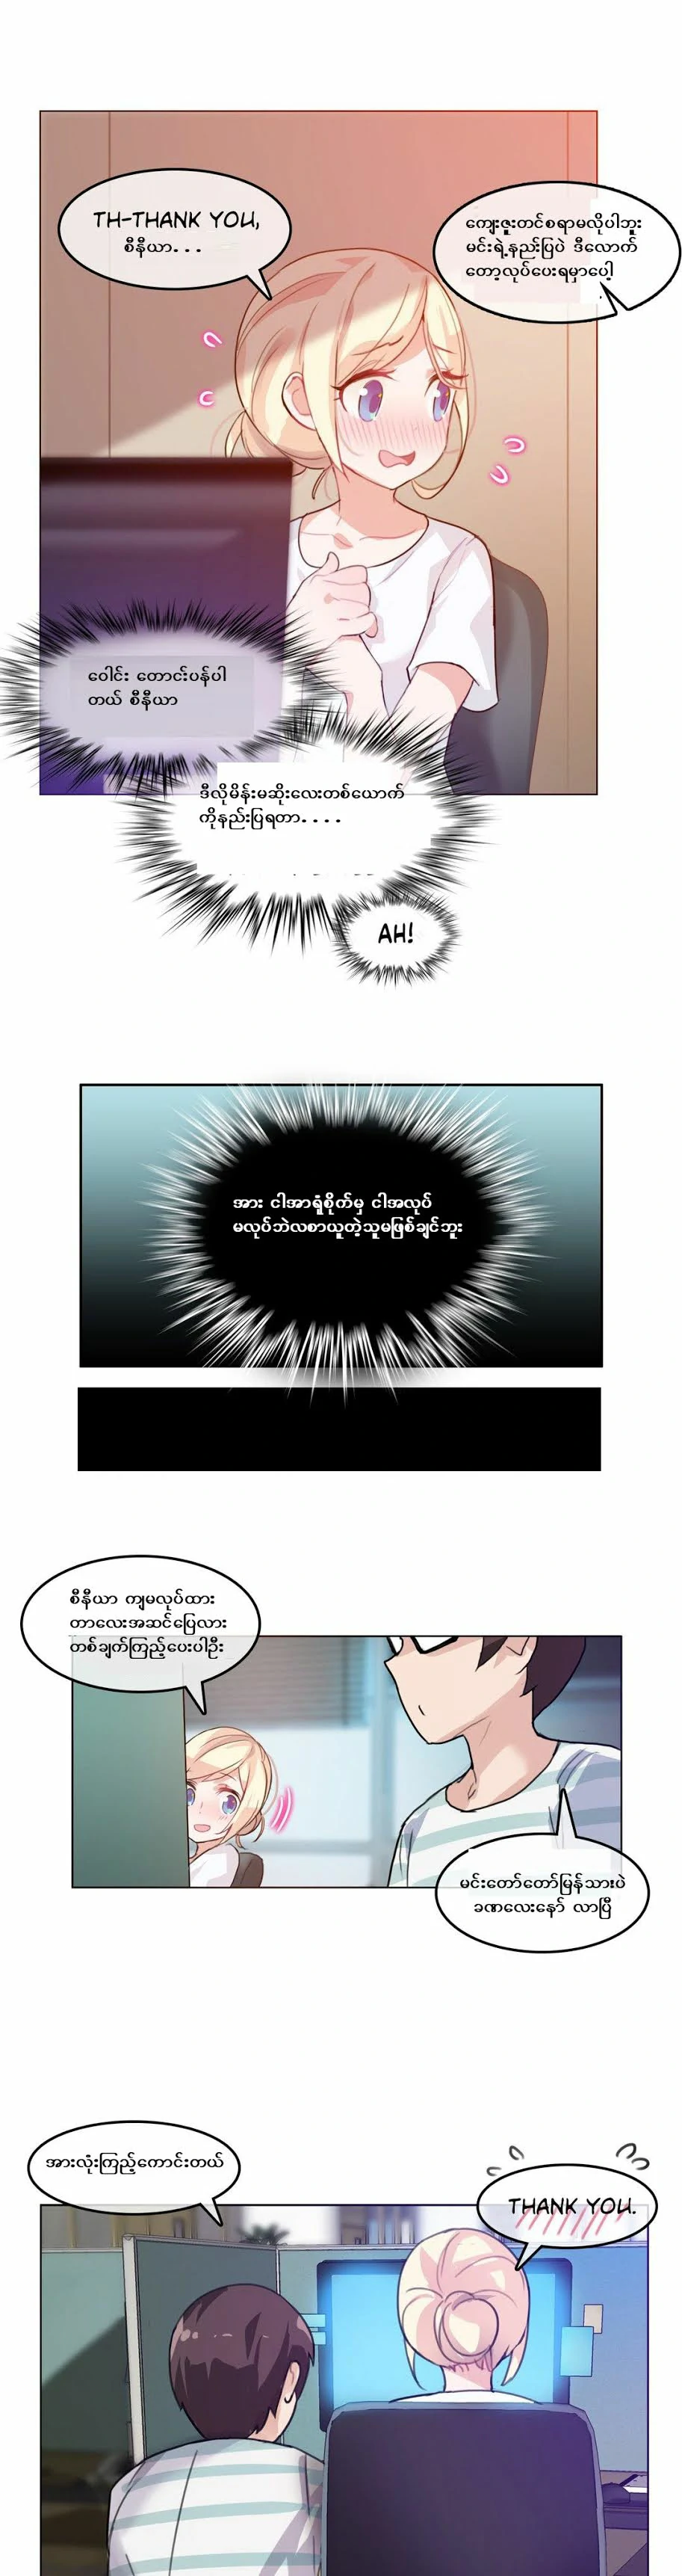 TH-THANK YOU,
စီနီယာ...
ကျေးဇူးတင်စရာမလိုပါဘူး
မင်းရဲ့နည်းပြပဲ ဒီလောက်
တော့လုပ်ပေးရမှာပေါ့
ဝေါင်း တောင်းပန်ပါ
တယ် စီနီယာ
ဒီလိုမိန်းမဆိုးလေးတစ်ယောက်
ကိုနည်းပြရတာ....
AH!
အား ငါအာရုံစိုက်မှ ငါအလုပ်
မလုပ်ဘဲလစာယူတဲ့သူမဖြစ်ချင်ဘူး
စီနီယာ ကျမလုပ်ထား
တာလေးအဆင်ပြေလား
တစ်ချက်ကြည့်ပေးပါဦး
မင်းတော်တော်မြန်သားပဲ
ခဏလေးနော် လာပြီ
အားလုံးကြည့်ကောင်းတယ်
THANK YOU.